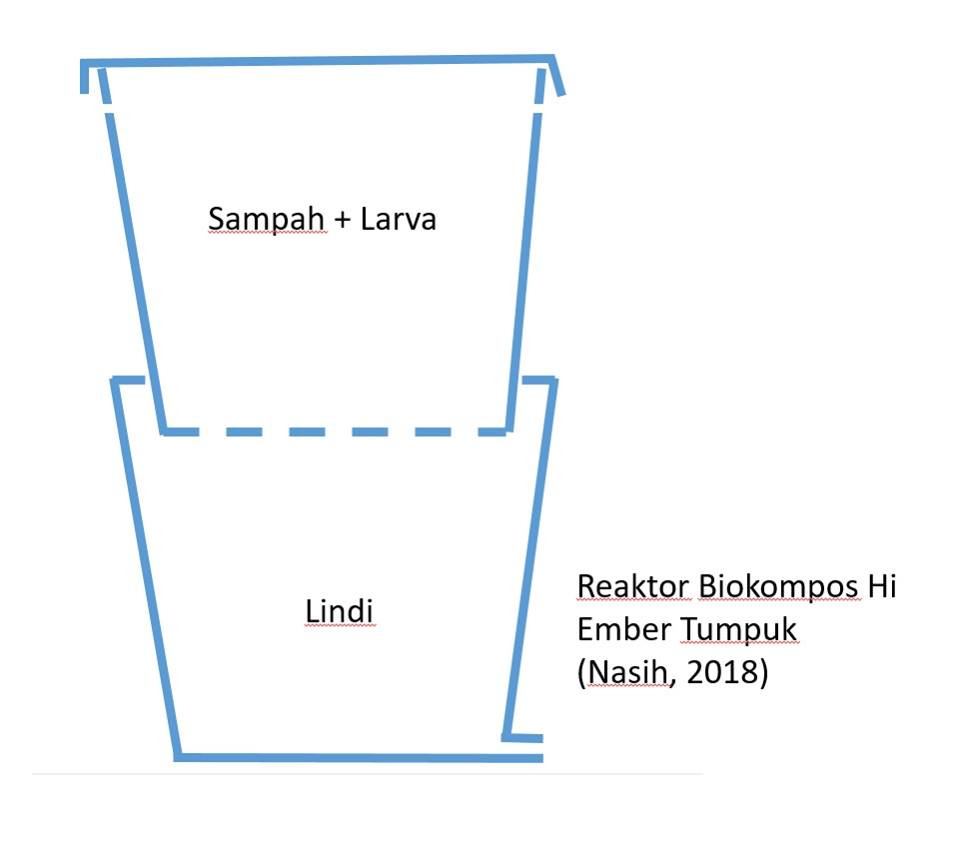 Sampah + Larva
Lindi
Reaktor Biokompos Hi
Ember Tumpuk
(Nasih, 2018)